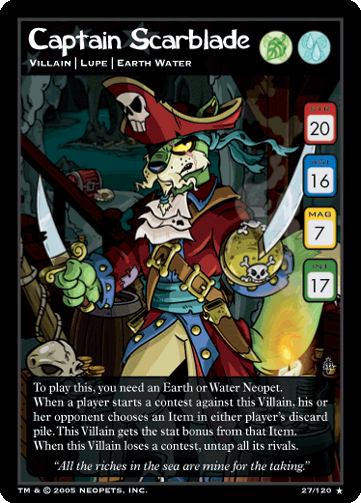 Captain Scarblade
VILLAIN | LUPE | EARTH WATER
STR
20
AGI
16
MAG
7
INT
17
To play this, you need an Earth or Water Neopet.
When a player starts a contest against this Villain, his or
her opponent chooses an Item in either player's discard
pile. This Villain gets the stat bonus from that Item.
When this Villain loses a contest, untap all its rivals.
"All the riches in the sea are mine for the taking."
TM & © 2005 NEOPETS, INC.
27/120 ★